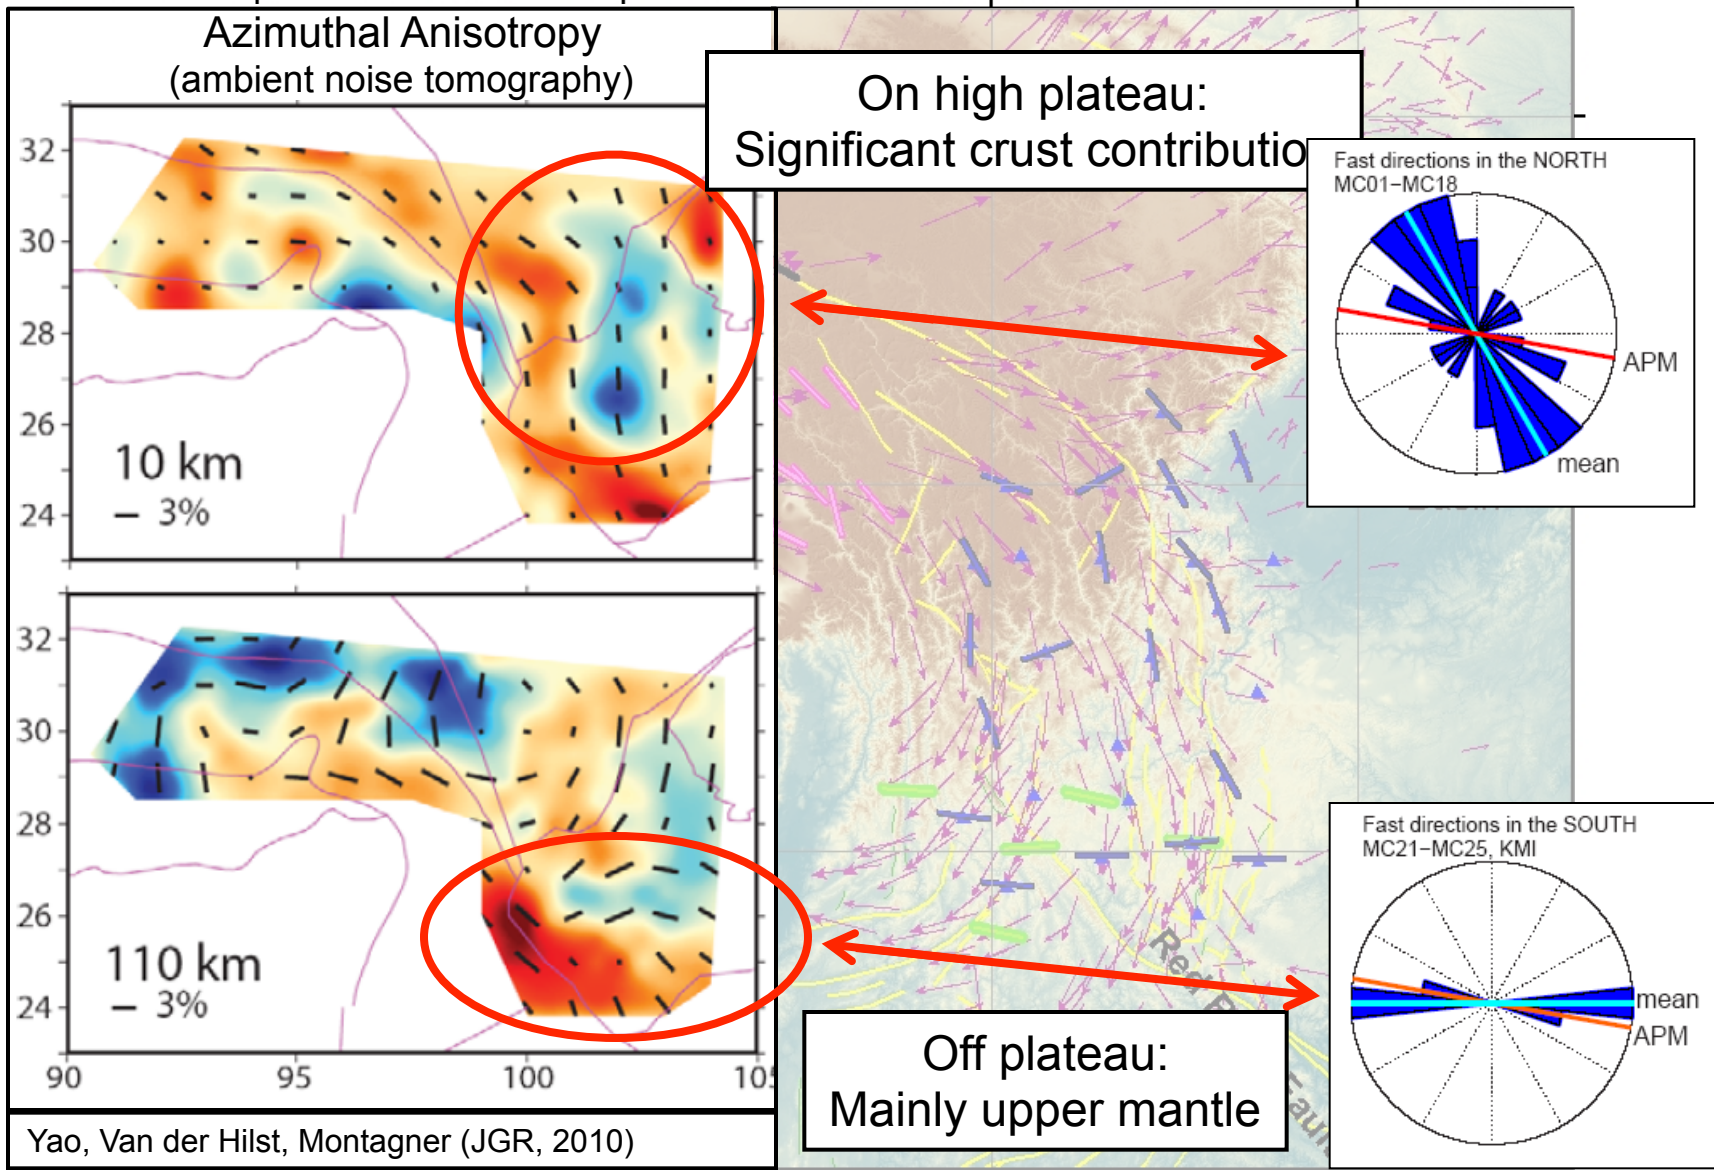 Azimuthal Anisotropy
(ambient noise tomography)
32
30
28
26
24
10 km
3%
32
30
28
26
24
110 km
3%
90
95
100
105
Yao, Van der Hilst, Montagner (JGR, 2010)
On high plateau:
Significant crust contributio
Fast directions in the NORTH
MC01-MC18
APM
mean
Fast directions in the SOUTH
MC21-MC25, KMI
mean
APM
Red
Off plateau:
Mainly upper mantle